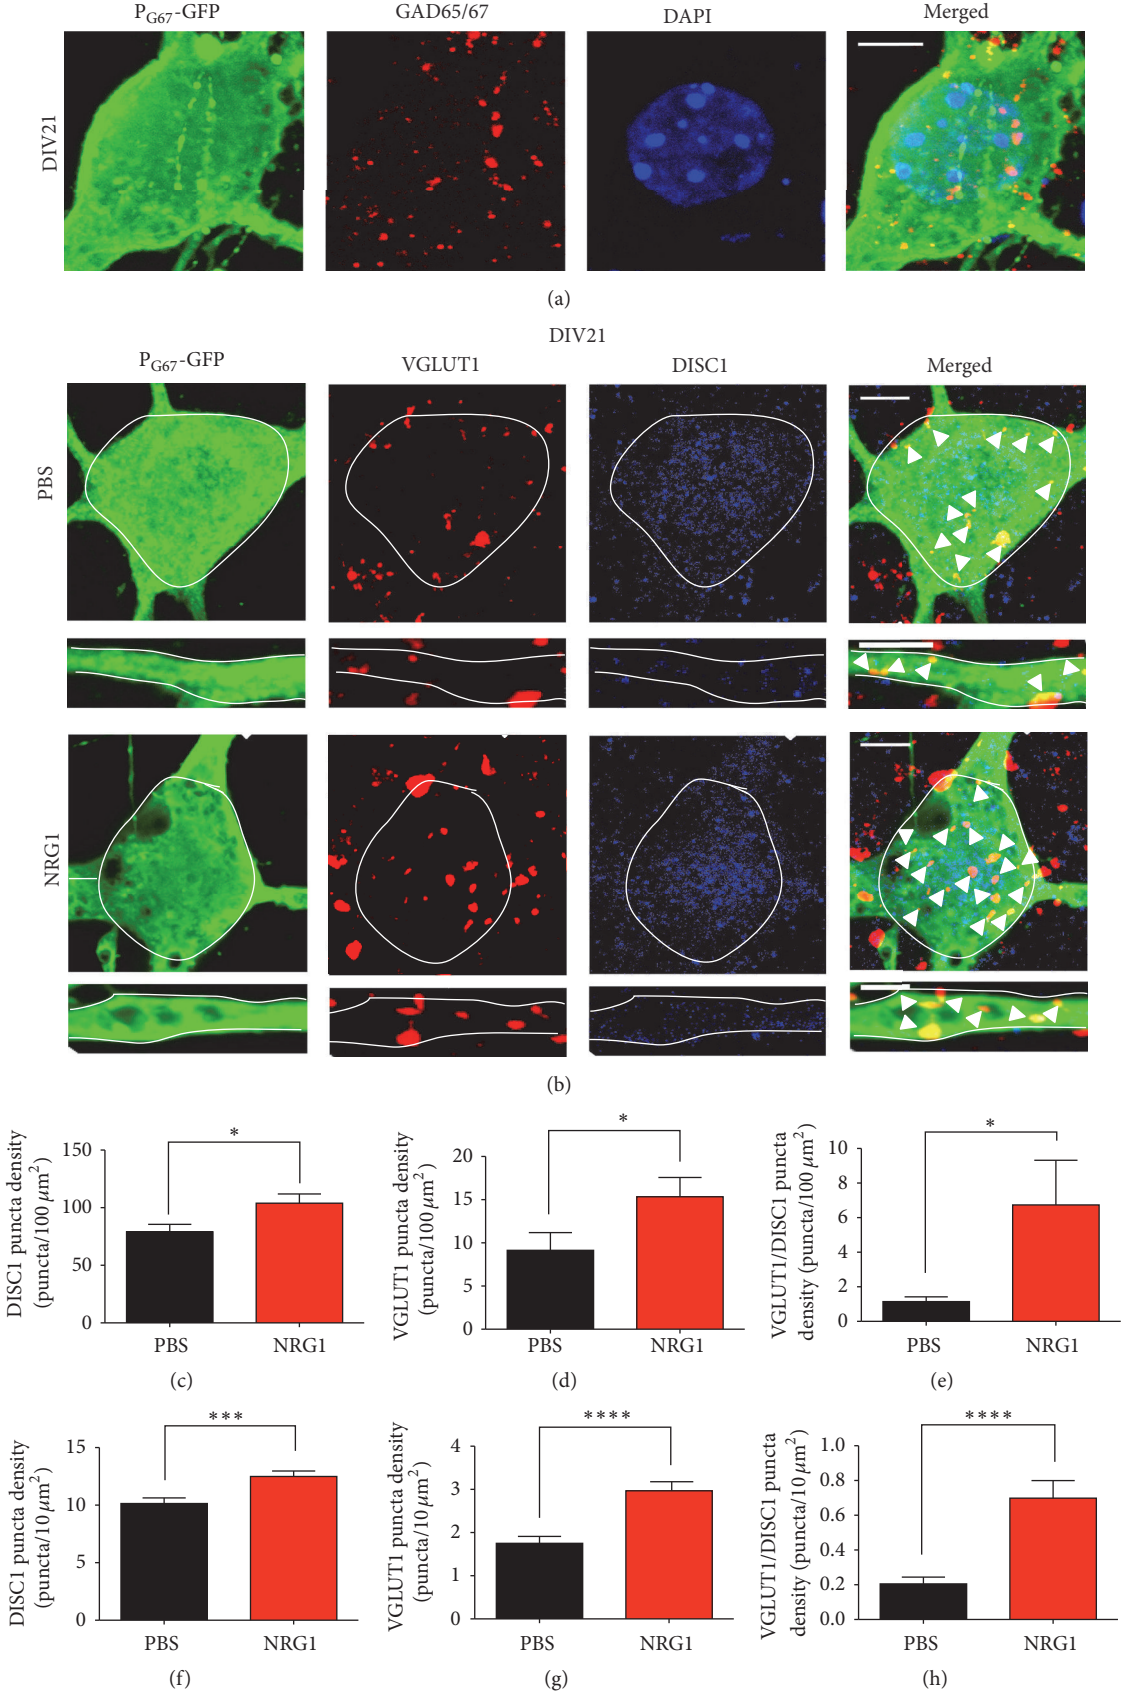 P_G67-GFP GAD65/67 DAPI Merged
DIV21
(a)
DIV21
P_G67-GFP VGLUT1 DISC1 Merged
PBS
NRG1
(b)
DISC1 puncta density
(puncta/100 μm²)
150
100
50
0
*
PBS NRG1
(c)
VGLUT1 puncta density
(puncta/100 μm²)
20
15
10
5
0
*
PBS NRG1
(d)
VGLUT1/DISC1 puncta
density (puncta/100 μm²)
10
8
6
4
2
0
*
PBS NRG1
(e)
DISC1 puncta density
(puncta/10 μm²)
15
10
5
0
***
PBS NRG1
(f)
VGLUT1 puncta density
(puncta/10 μm²)
4
3
2
1
0
****
PBS NRG1
(g)
VGLUT1/DISC1 puncta
density (puncta/10 μm²)
1.0
0.8
0.6
0.4
0.2
0.0
****
PBS NRG1
(h)